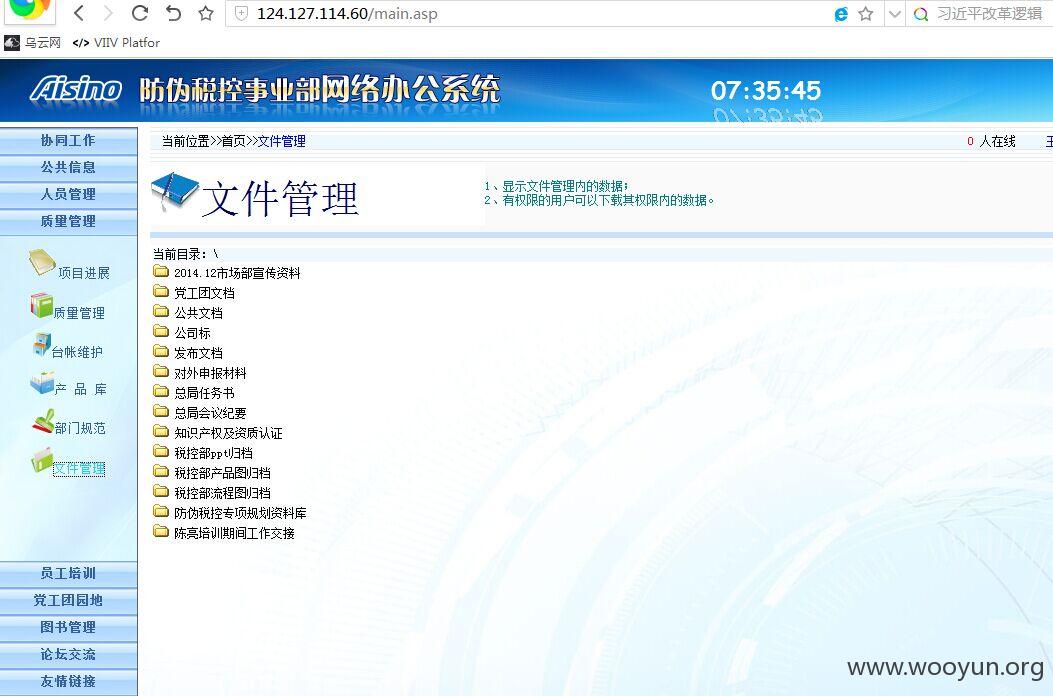 124.127.114.60/main.asp
习近平改革逻辑
乌云网 </> VIIV Platfor
Aisino 防伪税控事业部网络办公系统
07:35:45
协同工作
公共信息
人员管理
质量管理
项目进展
质量管理
台帐维护
产 品 库
部门规范
文件管理
员工培训
党工团园地
图书管理
论坛交流
友情链接
当前位置>>首页>>文件管理
0 人在线
文件管理
1、显示文件管理内的数据;
2、有权限的用户可以下载其权限内的数据。
当前目录: \
2014.12市场部宣传资料
党工团文档
公共文档
公司标
发布文档
对外申报材料
总局任务书
总局会议纪要
知识产权及资质认证
税控部ppt归档
税控部产品图归档
税控部流程图归档
防伪税控专项规划资料库
陈亮培训期间工作交接
www.wooyun.org